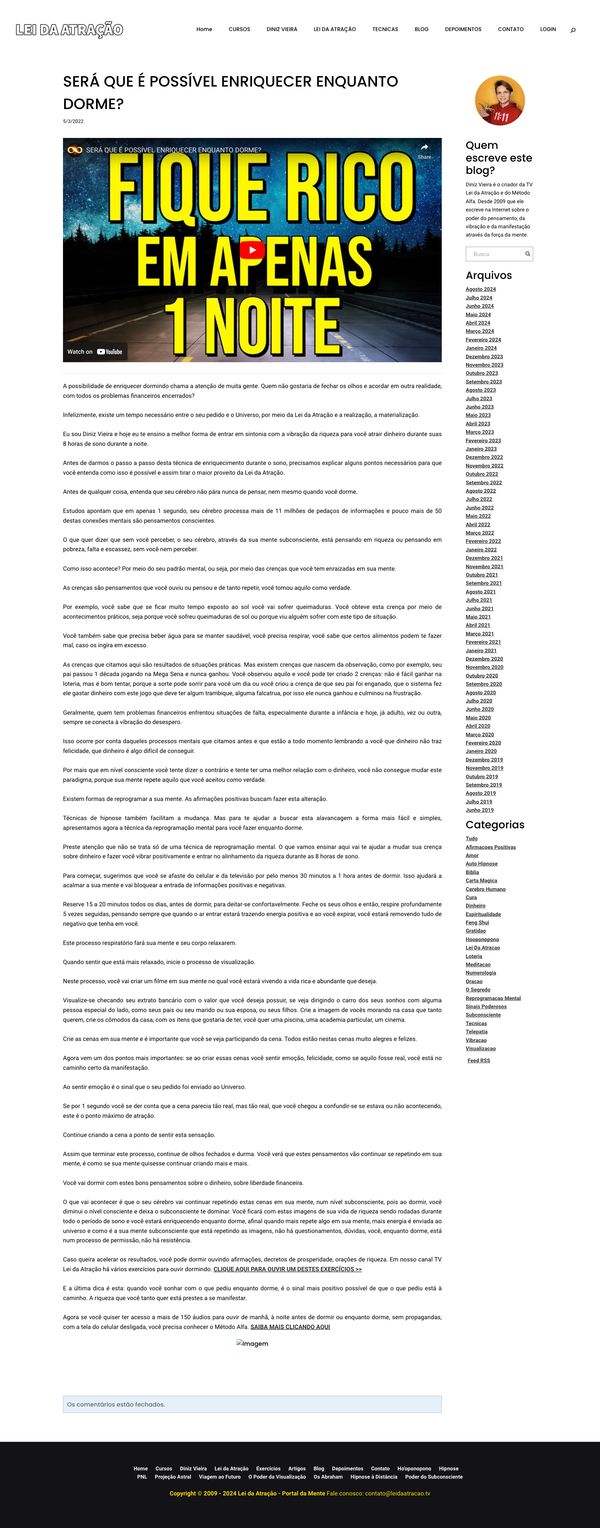 LEI DA ATRAÇÃO
Home CURSOS DINIZ VIEIRA LEI DA ATRAÇÃO TECNICAS BLOG DEPOIMENTOS CONTATO LOGIN
SERÁ QUE É POSSÍVEL ENRIQUECER ENQUANTO
DORME?
5/3/2022
SERÁ QUE É POSSÍVEL ENRIQUECER ENQUANTO DORME?
Share
FIQUE RICO
EM APENAS
1 NOITE
Watch on YouTube
A possibilidade de enriquecer dormindo chama a atenção de muita gente. Quem não gostaria de fechar os olhos e acordar em outra realidade,
com todos os problemas financeiros encerrados?
Infelizmente, existe um tempo necessário entre o seu pedido e o Universo, por meio da Lei da Atração e a realização, a materialização.
Eu sou Diniz Vieira e hoje eu te ensino a melhor forma de entrar em sintonia com a vibração da riqueza para você atrair dinheiro durante suas
8 horas de sono durante a noite.
Antes de darmos o passo a passo desta técnica de enriquecimento durante o sono, precisamos explicar alguns pontos necessários para que
você entenda como isso é possível e assim tirar o maior proveito da Lei da Atração.
Antes de qualquer coisa, entenda que seu cérebro não pára nunca de pensar, nem mesmo quando você dorme.
Estudos apontam que em apenas 1 segundo, seu cérebro processa mais de 11 milhões de pedaços de informações e pouco mais de 50
destas conexões mentais são pensamentos conscientes.
O que quer dizer que sem você perceber, o seu cérebro, através da sua mente subconsciente, está pensando em riqueza ou pensando em
pobreza, falta e escassez, sem você nem perceber.
Como isso acontece? Por meio do seu padrão mental, ou seja, por meio das crenças que você tem enraizadas em sua mente.
As crenças são pensamentos que você ouviu ou pensou e de tanto repetir, você tomou aquilo como verdade.
Por exemplo, você sabe que se ficar muito tempo exposto ao sol você vai sofrer queimaduras. Você obteve esta crença por meio de
acontecimentos práticos, seja porque você sofreu queimaduras de sol ou porque viu alguém sofrer com este tipo de situação.
Você também sabe que precisa beber água para se manter saudável, você precisa respirar, você sabe que certos alimentos podem te fazer
mal, caso os ingira em excesso.
As crenças que citamos aqui são resultados de situações práticas. Mas existem crenças que nascem da observação, como por exemplo, seu
pai passou 1 década jogando na Mega Sena e nunca ganhou. Você observou aquilo e você pode ter criado 2 crenças: não é fácil ganhar na
loteria, mas é bom tentar, porque a sorte pode sorrir para você um dia ou você criou a crença de que seu pai foi enganado, que o sistema fez
ele gastar dinheiro com este jogo que deve ter algum trambique, alguma falcatrua, por isso ele nunca ganhou e culminou na frustração.
Geralmente, quem tem problemas financeiros enfrentou situações de falta, especialmente durante a infância e hoje, já adulto, vez ou outra,
sempre se conecta à vibração do desespero.
Isso ocorre por conta daqueles processos mentais que citamos antes e que estão a todo momento lembrando a você que dinheiro não traz
felicidade, que dinheiro é algo difícil de conseguir.
Por mais que em nível consciente você tente dizer o contrário e tente ter uma melhor relação com o dinheiro, você não consegue mudar este
paradigma, porque sua mente repete aquilo que você aceitou como verdade.
Existem formas de reprogramar a sua mente. As afirmações positivas buscam fazer esta alteração.
Técnicas de hipnose também facilitam a mudança. Mas para te ajudar a buscar esta alavancagem a forma mais fácil e simples,
apresentamos agora a técnica da reprogramação mental para você fazer enquanto dorme.
Preste atenção que não se trata só de uma técnica de reprogramação mental. O que vamos ensinar aqui vai te ajudar a mudar sua crença
sobre dinheiro e fazer você vibrar positivamente e entrar no alinhamento da riqueza durante as 8 horas de sono.
Para começar, sugerimos que você se afaste do celular e da televisão por pelo menos 30 minutos a 1 hora antes de dormir. Isso ajudará a
acalmar a sua mente e vai bloquear a entrada de informações positivas e negativas.
Reserve 15 a 20 minutos todos os dias, antes de dormir, para deitar-se confortavelmente. Feche os seus olhos e então, respire profundamente
5 vezes seguidas, pensando sempre que quando o ar entrar estará trazendo energia positiva e ao você expirar, você estará removendo tudo de
negativo que tenha em você.
Este processo respiratório fará sua mente e seu corpo relaxarem.
Quando sentir que está mais relaxado, inicie o processo de visualização.
Neste processo, você vai criar um filme em sua mente no qual você estará vivendo a vida rica e abundante que deseja.
Visualize-se checando seu extrato bancário com o valor que você deseja possuir, se veja dirigindo o carro dos seus sonhos com alguma
pessoa especial do lado, como seus pais ou seu marido ou sua esposa, ou seus filhos. Crie a imagem de vocês morando na casa que tanto
querem, crie os cômodos da casa, com os itens que gostaria de ter, você quer uma piscina, uma academia particular, um cinema.
Crie as cenas em sua mente e é importante que você se veja participando da cena. Todos estão nestas cenas muito alegres e felizes.
Agora vem um dos pontos mais importantes: se ao criar essas cenas você sentir emoção, felicidade, como se aquilo fosse real, você está no
caminho certo da manifestação.
Ao sentir emoção é o sinal que o seu pedido foi enviado ao Universo.
Se por 1 segundo você se der conta que a cena parecia tão real, mas tão real, que você chegou a confundir-se se estava ou não acontecendo,
este é o ponto máximo de atração.
Continue criando a cena a ponto de sentir esta sensação.
Assim que terminar este processo, continue de olhos fechados e durma. Você verá que estes pensamentos vão continuar se repetindo em sua
mente, é como se sua mente quisesse continuar criando mais e mais.
Você vai dormir com estes bons pensamentos sobre o dinheiro, sobre liberdade financeira.
O que vai acontecer é que o seu cérebro vai continuar repetindo estas cenas em sua mente, num nível subconsciente, pois ao dormir, você
diminui o nível consciente e deixa o subconsciente te dominar. Você ficará com estas imagens de sua vida de riqueza sendo rodadas durante
todo o período de sono e você estará enriquecendo enquanto dorme, afinal quando mais repete algo em sua mente, mais energia é enviada ao
universo e como é a sua mente subconsciente que está repetindo as imagens, não há questionamentos, dúvidas, você, enquanto dorme, está
num processo de permissão, não há resistência.
Caso queira acelerar os resultados, você pode dormir ouvindo afirmações, decretos de prosperidade, orações de riqueza. Em nosso canal TV
Lei da Atração há vários exercícios para ouvir dormindo. CLIQUE AQUI PARA OUVIR UM DESTES EXERCÍCIOS >>
E a última dica é esta: quando você sonhar com o que pediu enquanto dorme, é o sinal mais positivo possível de que o que pediu está à
caminho. A riqueza que você tanto quer está prestes a se manifestar.
Agora se você quiser ter acesso a mais de 150 áudios para ouvir de manhã, à noite antes de dormir ou enquanto dorme, sem propagandas,
com a tela do celular desligada, você precisa conhecer o Método Alfa. SAIBA MAIS CLICANDO AQUI
Imagem
Os comentários estão fechados.
11:11
Quem
escreve este
blog?
Diniz Vieira é o criador da TV
Lei da Atração e do Método
Alfa. Desde 2009 que ele
escreve na Internet sobre o
poder do pensamento, da
vibração e da manifestação
através da força da mente.
Busca
Arquivos
Agosto 2024
Julho 2024
Junho 2024
Maio 2024
Abril 2024
Março 2024
Fevereiro 2024
Janeiro 2024
Dezembro 2023
Novembro 2023
Outubro 2023
Setembro 2023
Agosto 2023
Julho 2023
Junho 2023
Maio 2023
Abril 2023
Março 2023
Fevereiro 2023
Janeiro 2023
Dezembro 2022
Novembro 2022
Outubro 2022
Setembro 2022
Agosto 2022
Julho 2022
Junho 2022
Maio 2022
Abril 2022
Março 2022
Fevereiro 2022
Janeiro 2022
Dezembro 2021
Novembro 2021
Outubro 2021
Setembro 2021
Agosto 2021
Julho 2021
Junho 2021
Maio 2021
Abril 2021
Março 2021
Fevereiro 2021
Janeiro 2021
Dezembro 2020
Novembro 2020
Outubro 2020
Setembro 2020
Agosto 2020
Julho 2020
Junho 2020
Maio 2020
Abril 2020
Março 2020
Fevereiro 2020
Janeiro 2020
Dezembro 2019
Novembro 2019
Outubro 2019
Setembro 2019
Agosto 2019
Julho 2019
Junho 2019
Categorias
Tudo
Afirmacoes Positivas
Amor
Auto Hipnose
Biblia
Carta Magica
Cerebro Humano
Cura
Dinheiro
Espiritualidade
Feng Shui
Gratidao
Hooponopono
Lei Da Atracao
Loteria
Meditacao
Numerologia
Oracao
O Segredo
Reprogramacao Mental
Sinais Poderosos
Subconsciente
Tecnicas
Telepatia
Vibracao
Visualizacao
Feed RSS
Home Cursos Diniz Vieira Lei da Atração Exercícios Artigos Blog Depoimentos Contato Ho'oponopono Hipnose
PNL Projeção Astral Viagem ao Futuro O Poder da Visualização Os Abraham Hipnose à Distância Poder do Subconsciente
Copyright © 2009 - 2024 Lei da Atração - Portal da Mente Fale conosco: contato@leidaatracao.tv